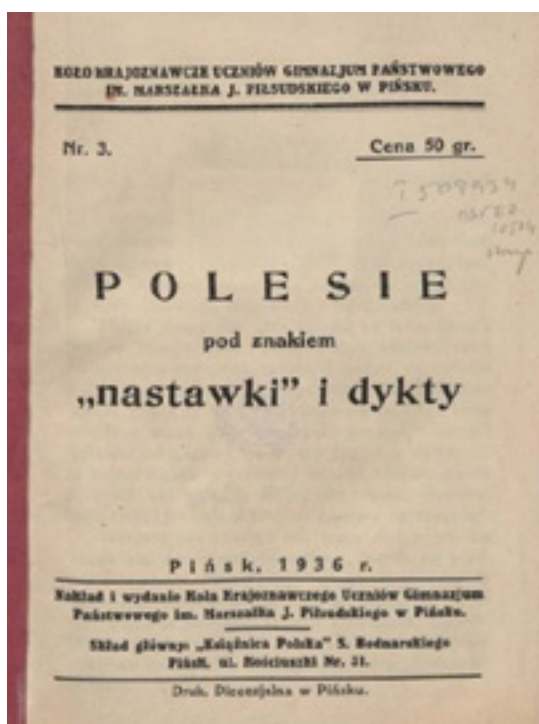 KOŁO KRAJOZNAWCZE UCZNIÓW GIMNAZJUM PAŃSTWOWEGO
IM. MARSZAŁKA J. PIŁSUDSKIEGO W PIŃSKU.
Nr. 3.
Cena 50 gr.
POLESIE
pod znakiem
„nastawki” i dykty
Pińsk, 1936 r.
Nakład i wydanie Koła Krajoznawczego Uczniów Gimnazjum
Państwowego im. Marszałka J. Piłsudskiego w Pińsku.
Skład główny: „Książnica Polska” S. Bednarskiego
Pińsk, ul. Kościuszki Nr. 31.
Druk. Diecezjalna w Pińsku.